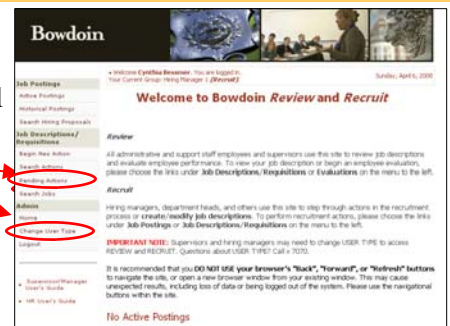 Bowdoin
• Welcome Cynthia Bessmer. You are logged in.
Your Current Group: Hiring Manager 1 (Recruit)
Sunday, April 6, 2008
Job Postings
Active Postings
Historical Postings
Search Hiring Proposals
Job Descriptions/
Requisitions
Begin New Action
Search Actions
Pending Actions
Search Jobs
Admin
Home
Change User Type
Logout
• Supervisor/Manager
User's Guide
• HR User's Guide
Welcome to Bowdoin Review and Recruit
Review
All administrative and support staff employees and supervisors use this site to review job descriptions
and evaluate employee performance. To view your job description or begin an employee evaluation,
please choose the links under Job Descriptions/Requisitions or Evaluations on the menu to the left.
Recruit
Hiring managers, department heads, and others use this site to step through actions in the recruitment
process or create/modify job descriptions. To perform recruitment actions, please choose the links
under Job Postings or Job Descriptions/Requisitions on the menu to the left.
IMPORTANT NOTE: Supervisors and hiring managers may need to change USER TYPE to access
REVIEW and RECRUIT. Questions about USER TYPE? Call x 7070.
It is recommended that you DO NOT USE your browser's "Back", "Forward", or "Refresh" buttons
to navigate the site, or open a new browser window from your existing window. This may cause
unexpected results, including loss of data or being logged out of the system. Please use the navigational
buttons within the site.
No Active Postings